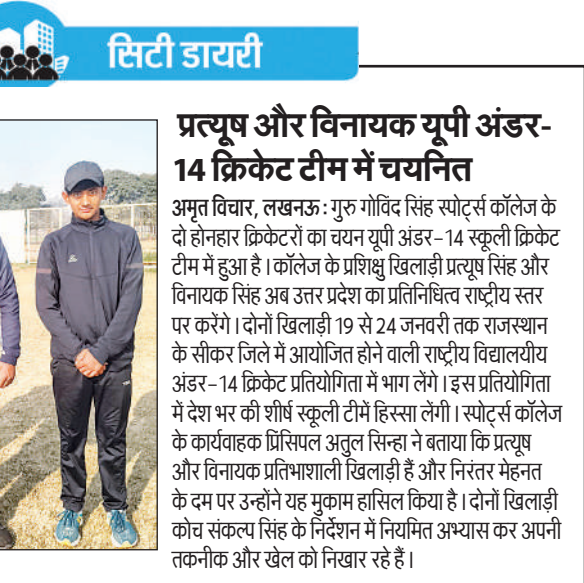 सिटी डायरी
प्रत्यूष और विनायक यूपी अंडर-
14 क्रिकेट टीम में चयनित
अमृत विचार, लखनऊ : गुरु गोविंद सिंह स्पोर्ट्स कॉलेज के
दो होनहार क्रिकेटरों का चयन यूपी अंडर-14 स्कूली क्रिकेट
टीम में हुआ है। कॉलेज के प्रशिक्षु खिलाड़ी प्रत्यूष सिंह और
विनायक सिंह अब उत्तर प्रदेश का प्रतिनिधित्व राष्ट्रीय स्तर
पर करेंगे। दोनों खिलाड़ी 19 से 24 जनवरी तक राजस्थान
के सीकर जिले में आयोजित होने वाली राष्ट्रीय विद्यालयीय
अंडर-14 क्रिकेट प्रतियोगिता में भाग लेंगे। इस प्रतियोगिता
में देश भर की शीर्ष स्कूली टीमें हिस्सा लेंगी। स्पोर्ट्स कॉलेज
के कार्यवाहक प्रिंसिपल अतुल सिन्हा ने बताया कि प्रत्यूष
और विनायक प्रतिभाशाली खिलाड़ी हैं और निरंतर मेहनत
के दम पर उन्होंने यह मुकाम हासिल किया है। दोनों खिलाड़ी
कोच संकल्प सिंह के निर्देशन में नियमित अभ्यास कर अपनी
तकनीक और खेल को निखार रहे हैं।